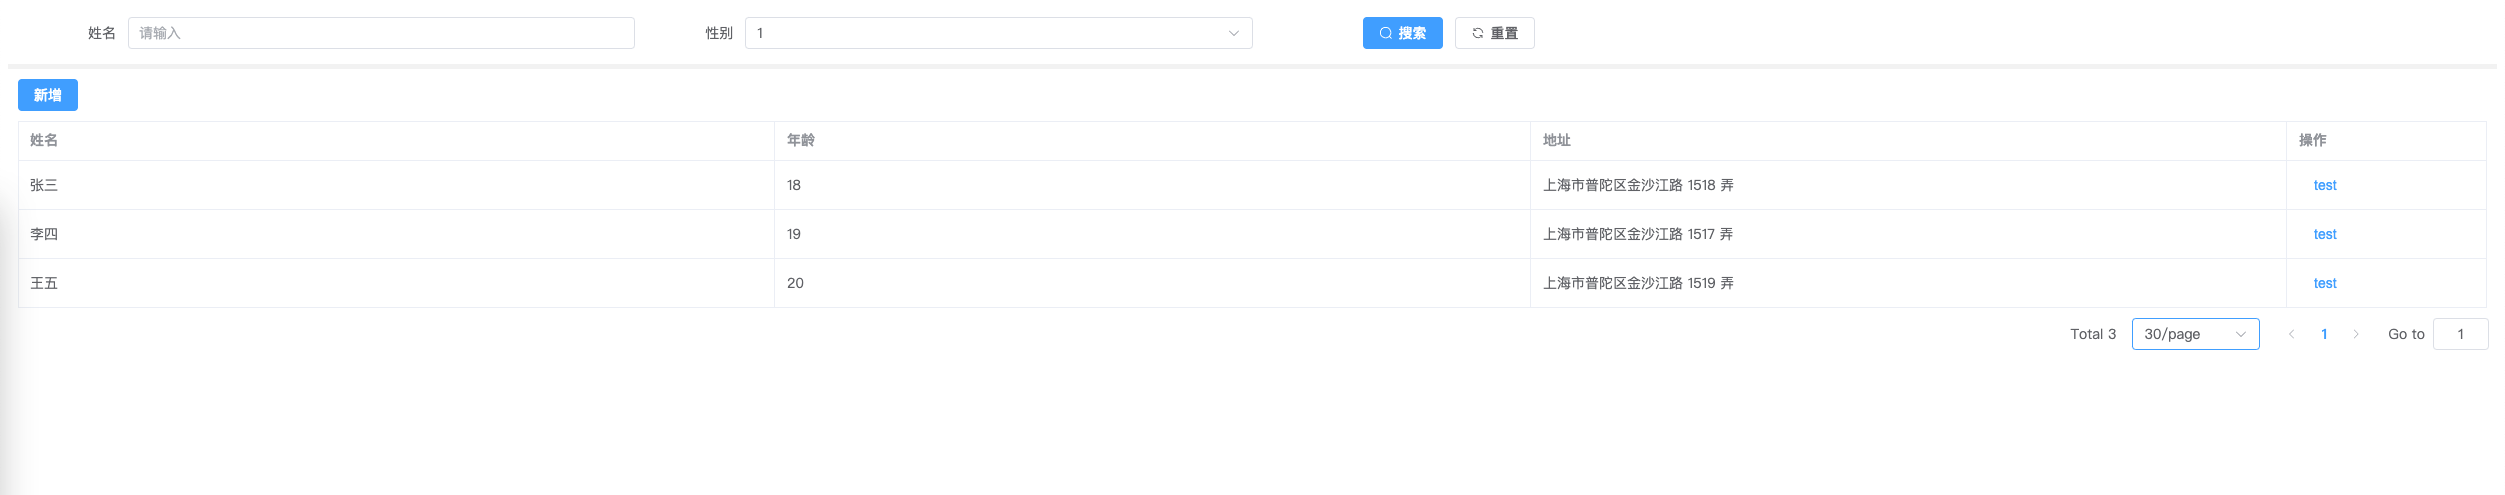 姓名 请输入 性别 1 搜索 重置
新增
姓名 年龄 地址 操作
张三 18 上海市普陀区金沙江路 1518 弄 test
李四 19 上海市普陀区金沙江路 1517 弄 test
王五 20 上海市普陀区金沙江路 1519 弄 test
Total 3 30/page 1 Go to 1